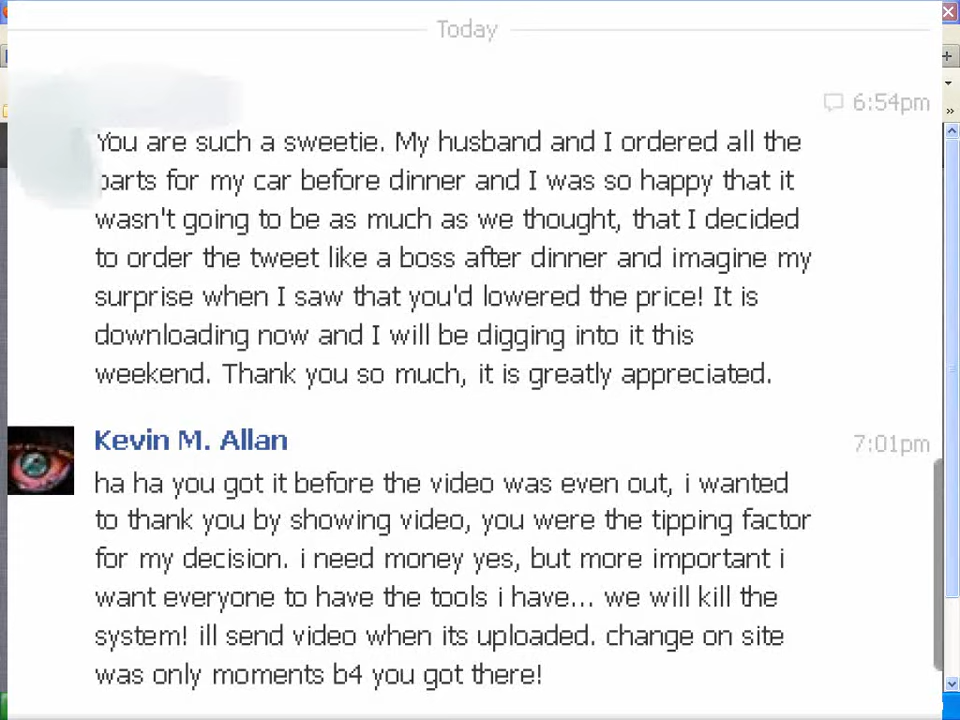 Today
6:54pm
You are such a sweetie. My husband and I ordered all the
parts for my car before dinner and I was so happy that it
wasn't going to be as much as we thought, that I decided
to order the tweet like a boss after dinner and imagine my
surprise when I saw that you'd lowered the price! It is
downloading now and I will be digging into it this
weekend. Thank you so much, it is greatly appreciated.
Kevin M. Allan 7:01pm
ha ha you got it before the video was even out, i wanted
to thank you by showing video, you were the tipping factor
for my decision. i need money yes, but more important i
want everyone to have the tools i have... we will kill the
system! ill send video when its uploaded. change on site
was only moments b4 you got there!